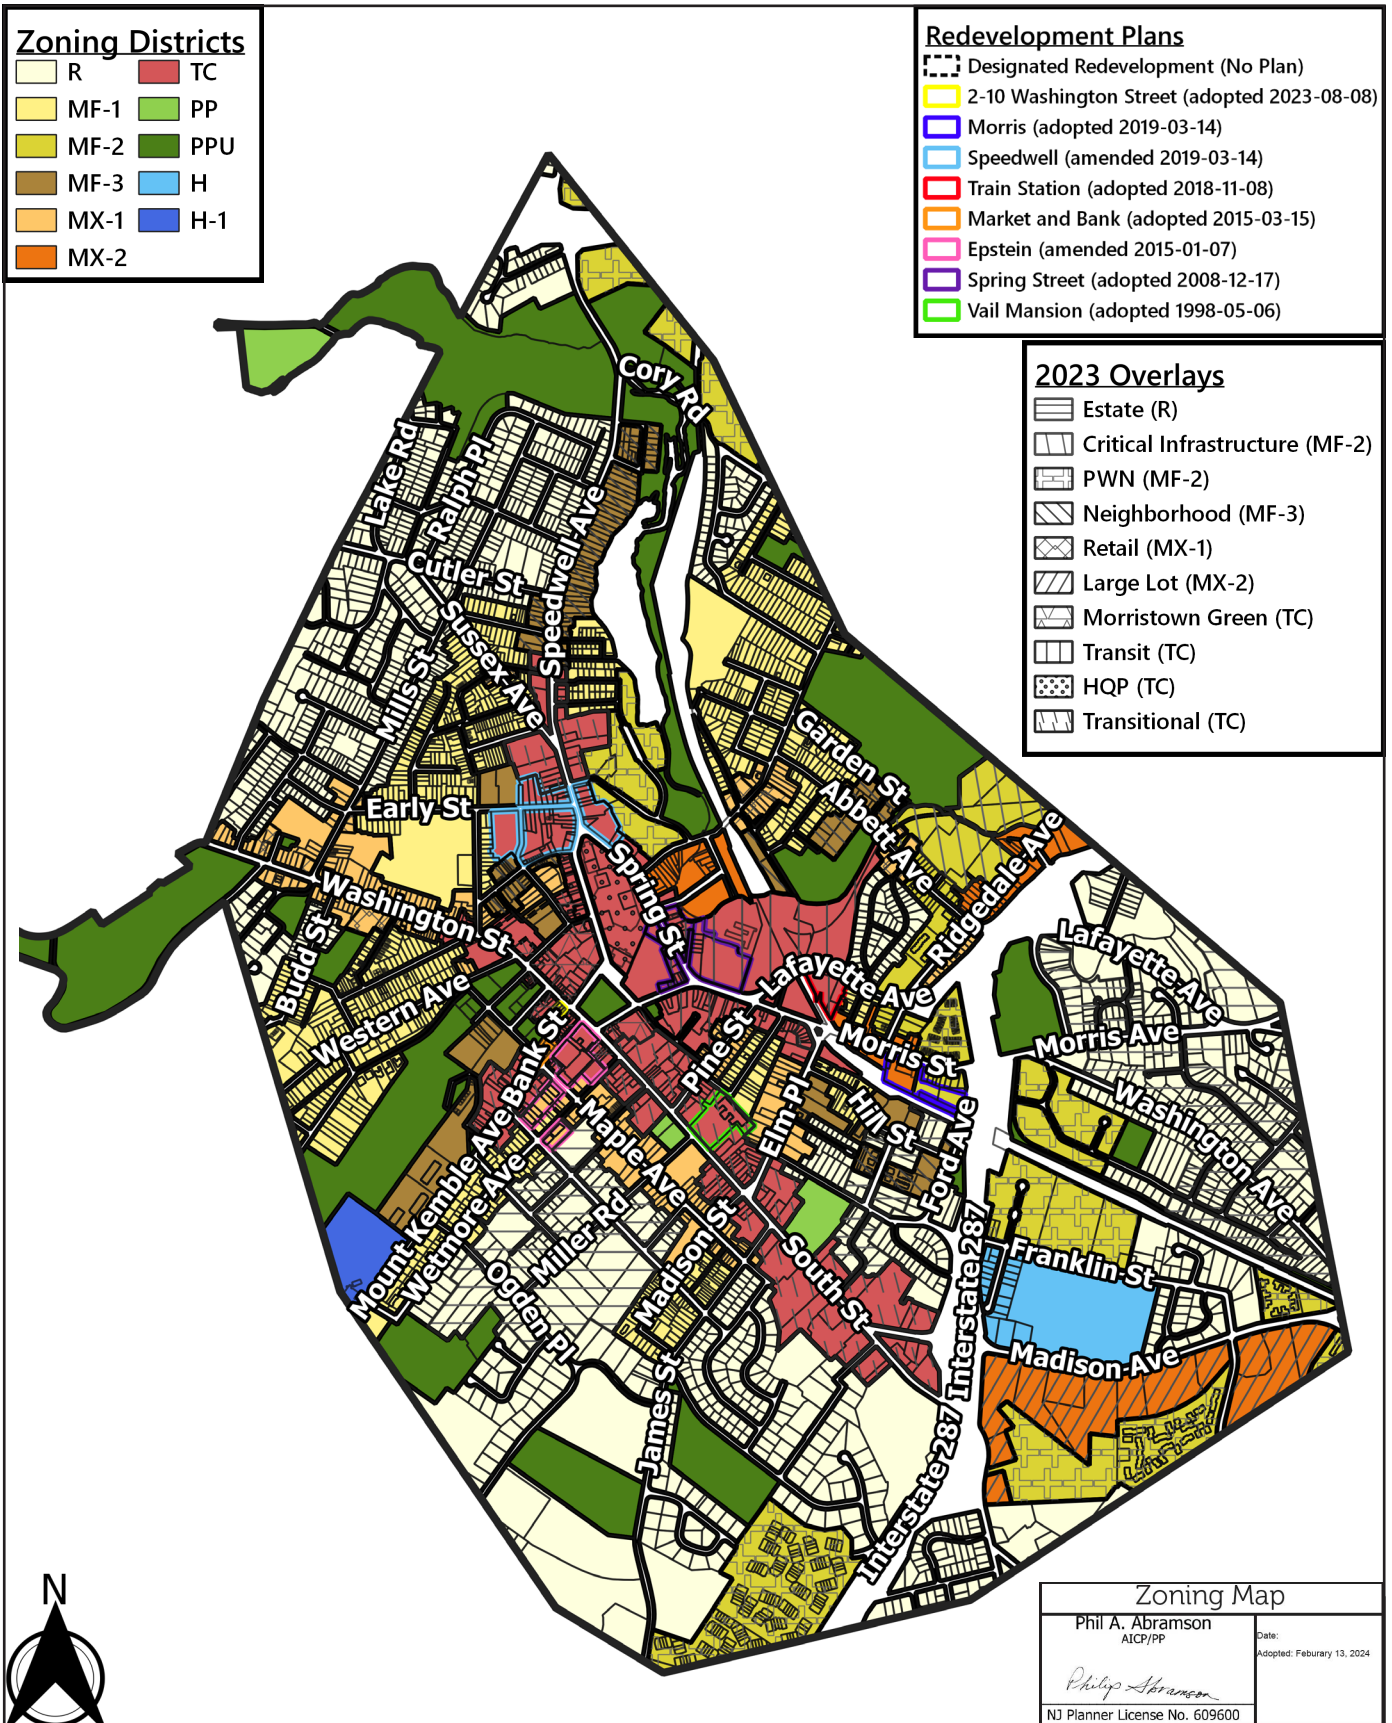 Zoning Districts
R
TC
MF-1
PP
MF-2
PPU
MF-3
H
MX-1
H-1
MX-2
Redevelopment Plans
Designated Redevelopment (No Plan)
2-10 Washington Street (adopted 2023-08-08)
Morris (adopted 2019-03-14)
Speedwell (amended 2019-03-14)
Train Station (adopted 2018-11-08)
Market and Bank (adopted 2015-03-15)
Epstein (amended 2015-01-07)
Spring Street (adopted 2008-12-17)
Vail Mansion (adopted 1998-05-06)
2023 Overlays
Estate (R)
Critical Infrastructure (MF-2)
PWN (MF-2)
Neighborhood (MF-3)
Retail (MX-1)
Large Lot (MX-2)
Morristown Green (TC)
Transit (TC)
HQP (TC)
Transitional (TC)
Cory Rd
Lake Rd
Ralph Pl
Speedwell Ave
Cutler St
Sussex Ave
Mills St
Garden St
Early St
Abbett Ave
Spring St
Ridgedale Ave
Washington St
Budd St
Lafayette Ave
Lafayette Ave
Western Ave
Bank St
Pine St
Morris St
Morris Ave
Washington Ave
Elm Pl
Hill St
Ford Ave
Maple Ave
Mount Kemble Ave
Wetmore Ave
Miller Rd
Madison St
South St
Ogden Pl
Interstate 287
Franklin St
Madison Ave
James St
Interstate 287
N
Zoning Map
Phil A. Abramson
AICP/PP
Philip Abramson
NJ Planner License No. 609600
Date:
Adopted: Feburary 13, 2024